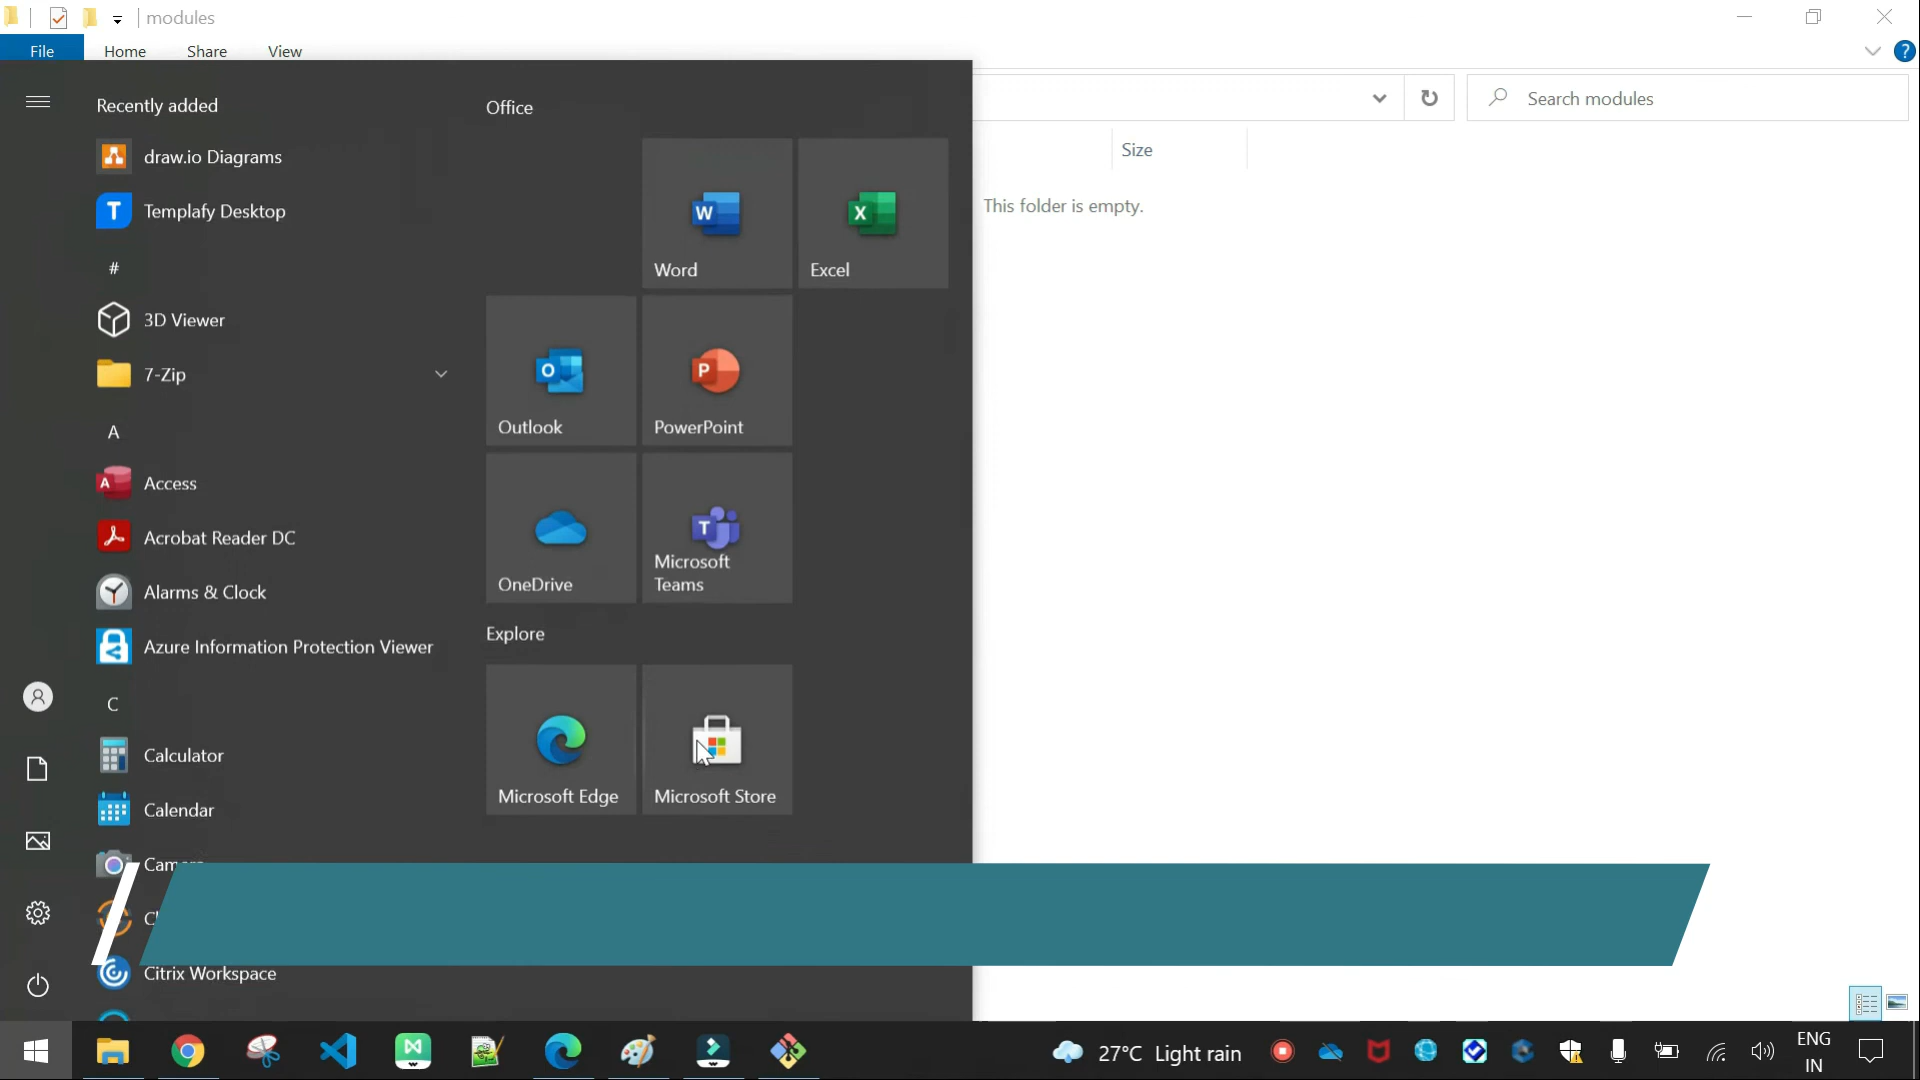 modules
File
Home
Share
View
?
Search modules
Size
This folder is empty.
Recently added
draw.io Diagrams
T
Templafy Desktop
#
3D Viewer
7-Zip
A
A
Access
Acrobat Reader DC
Alarms & Clock
Azure Information Protection Viewer
C
Calculator
Calendar
Citrix Workspace
Office
W
Word
X
Excel
O
Outlook
P
PowerPoint
OneDrive
T
Microsoft
Teams
Explore
Microsoft Edge
Microsoft Store
27°C Light rain
ENG
IN